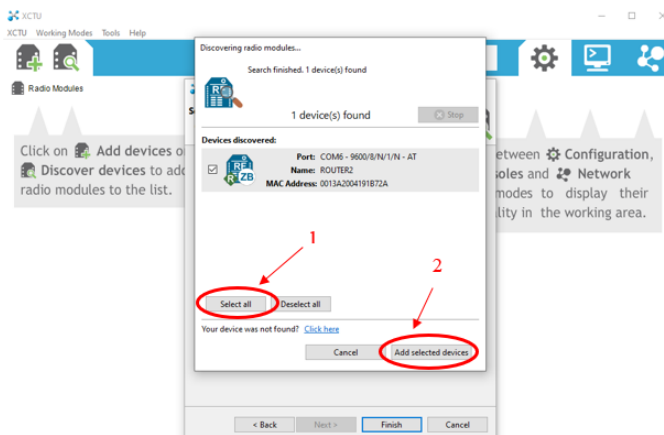 XCTU
XCTU Working Modes Tools Help
Radio Modules
Click on Add devices o
Discover devices to add
radio modules to the list.
Discovering radio modules...
Search finished. 1 device(s) found
1 device(s) found
Stop
Devices discovered:
Port: COM6 - 9600/8/N/1/N - AT
Name: ROUTER2
MAC Address: 0013A2004191B72A
1
2
Select all
Deselect all
Your device was not found? Click here
Cancel
Add selected devices
< Back
Next >
Finish
Cancel
etween Configuration,
soles and Network
modes to display their
lity in the working area.